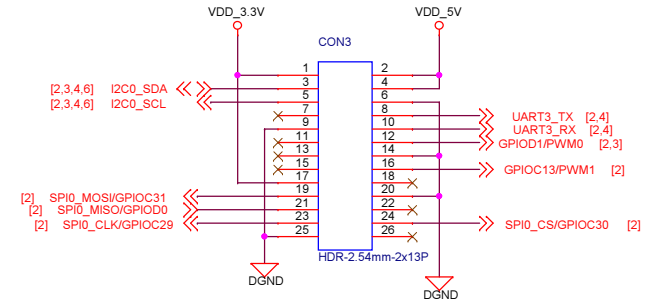 VDD_3.3V VDD_5V
CON3
1 2
[2,3,4,6] I2C0_SDA 3 4
[2,3,4,6] I2C0_SCL 5 6
7 8 UART3_TX [2,4]
9 10 UART3_RX [2,4]
11 12 GPIOD1/PWM0 [2,3]
13 14
15 16 GPIOC13/PWM1 [2]
17 18
[2] SPI0_MOSI/GPIOC31 19 20
[2] SPI0_MISO/GPIOD0 21 22
[2] SPI0_CLK/GPIOC29 23 24 SPI0_CS/GPIOC30 [2]
25 26
HDR-2.54mm-2x13P
DGND DGND